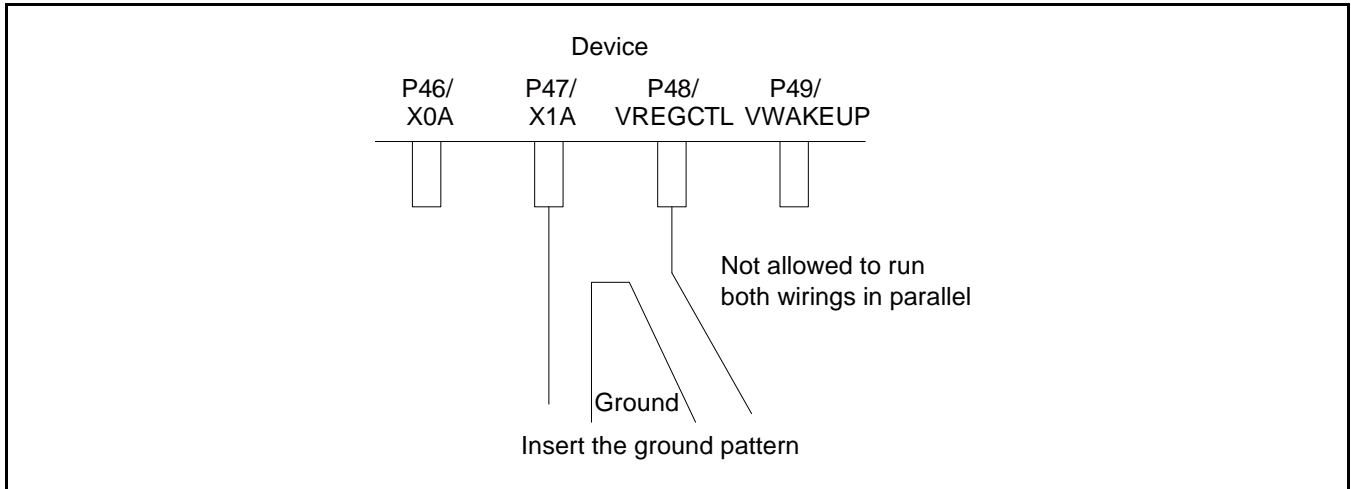 Device
P46/ P47/ P48/ P49/
X0A X1A VREGCTL VWAKEUP
Not allowed to run
both wirings in parallel
Ground
Insert the ground pattern